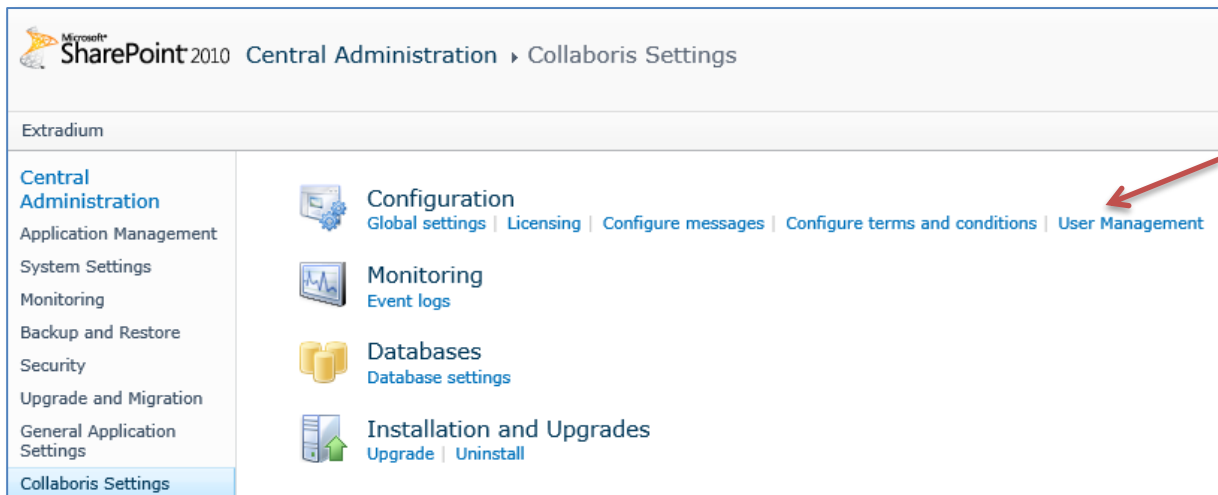 Microsoft®
SharePoint 2010 Central Administration ▸ Collaboris Settings
Extradium
Central
Administration
Application Management
System Settings
Monitoring
Backup and Restore
Security
Upgrade and Migration
General Application
Settings
Collaboris Settings
Configuration
Global settings | Licensing | Configure messages | Configure terms and conditions | User Management
Monitoring
Event logs
Databases
Database settings
Installation and Upgrades
Upgrade | Uninstall